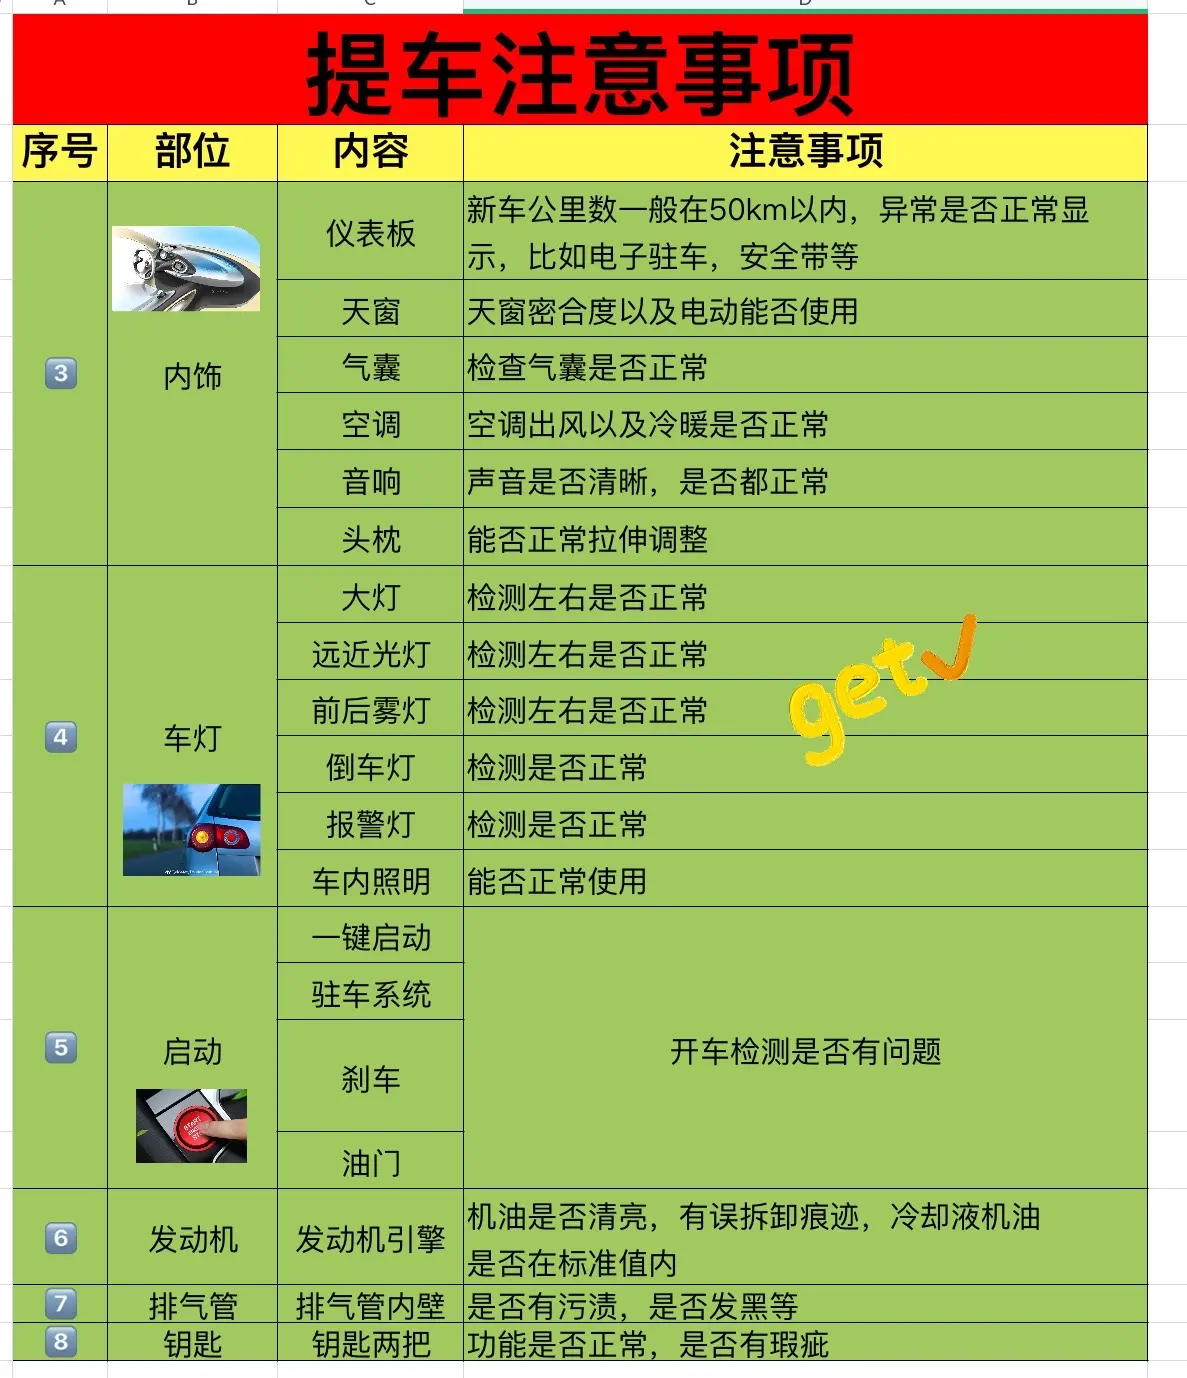 A B C D
提车注意事项
序号 部位 内容 注意事项
3 内饰 仪表板 新车公里数一般在50km以内，异常是否正常显
示，比如电子驻车，安全带等
天窗 天窗密合度以及电动能否使用
气囊 检查气囊是否正常
空调 空调出风以及冷暖是否正常
音响 声音是否清晰，是否都正常
头枕 能否正常拉伸调整
4 车灯 大灯 检测左右是否正常
远近光灯 检测左右是否正常
前后雾灯 检测左右是否正常
get✓
倒车灯 检测是否正常
报警灯 检测是否正常
车内照明 能否正常使用
5 启动 一键启动 开车检测是否有问题
驻车系统
刹车
油门
START
6 发动机 发动机引擎 机油是否清亮，有误拆卸痕迹，冷却液机油
是否在标准值内
7 排气管 排气管内壁 是否有污渍，是否发黑等
8 钥匙 钥匙两把 功能是否正常，是否有瑕疵